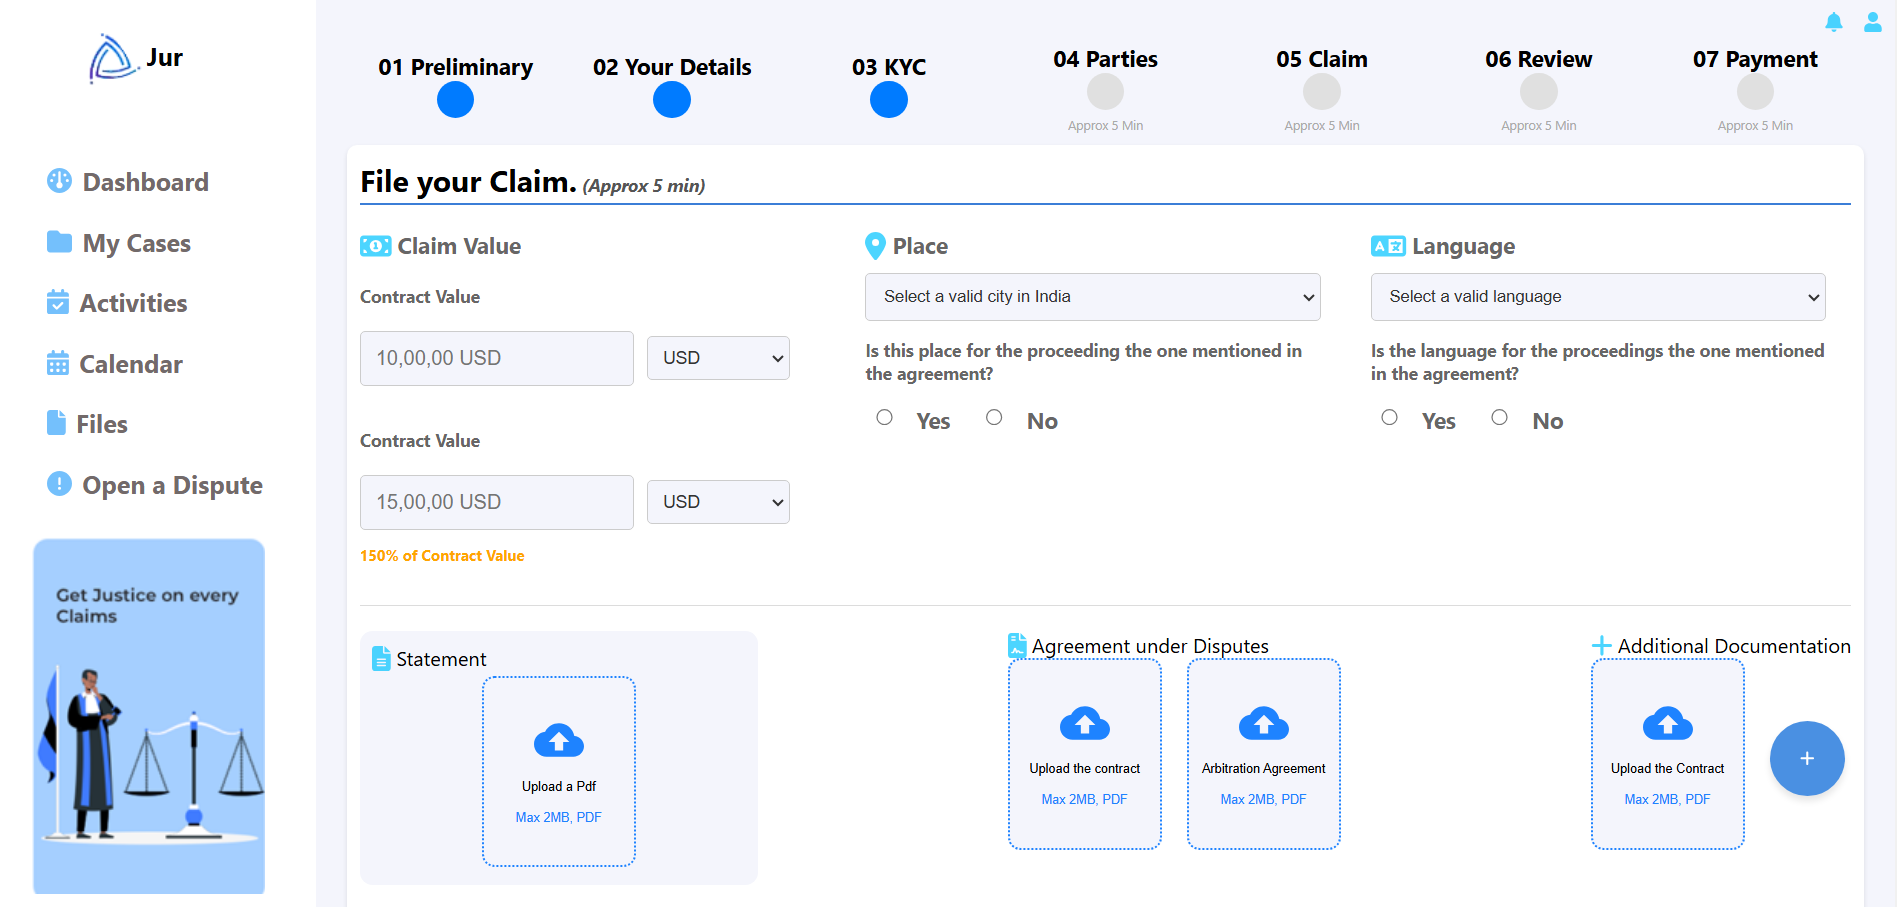 Jur
Dashboard
My Cases
Activities
Calendar
Files
Open a Dispute
Get Justice on every
Claims
01 Preliminary
02 Your Details
03 KYC
04 Parties
Approx 5 Min
05 Claim
Approx 5 Min
06 Review
Approx 5 Min
07 Payment
Approx 5 Min
File your Claim. (Approx 5 min)
Claim Value
Contract Value
10,00,00 USD
USD
Contract Value
15,00,00 USD
USD
150% of Contract Value
Place
Select a valid city in India
Is this place for the proceeding the one mentioned in
the agreement?
Yes
No
Language
Select a valid language
Is the language for the proceedings the one mentioned
in the agreement?
Yes
No
Statement
Upload a Pdf
Max 2MB, PDF
Agreement under Disputes
Upload the contract
Max 2MB, PDF
Arbitration Agreement
Max 2MB, PDF
Additional Documentation
Upload the Contract
Max 2MB, PDF
+